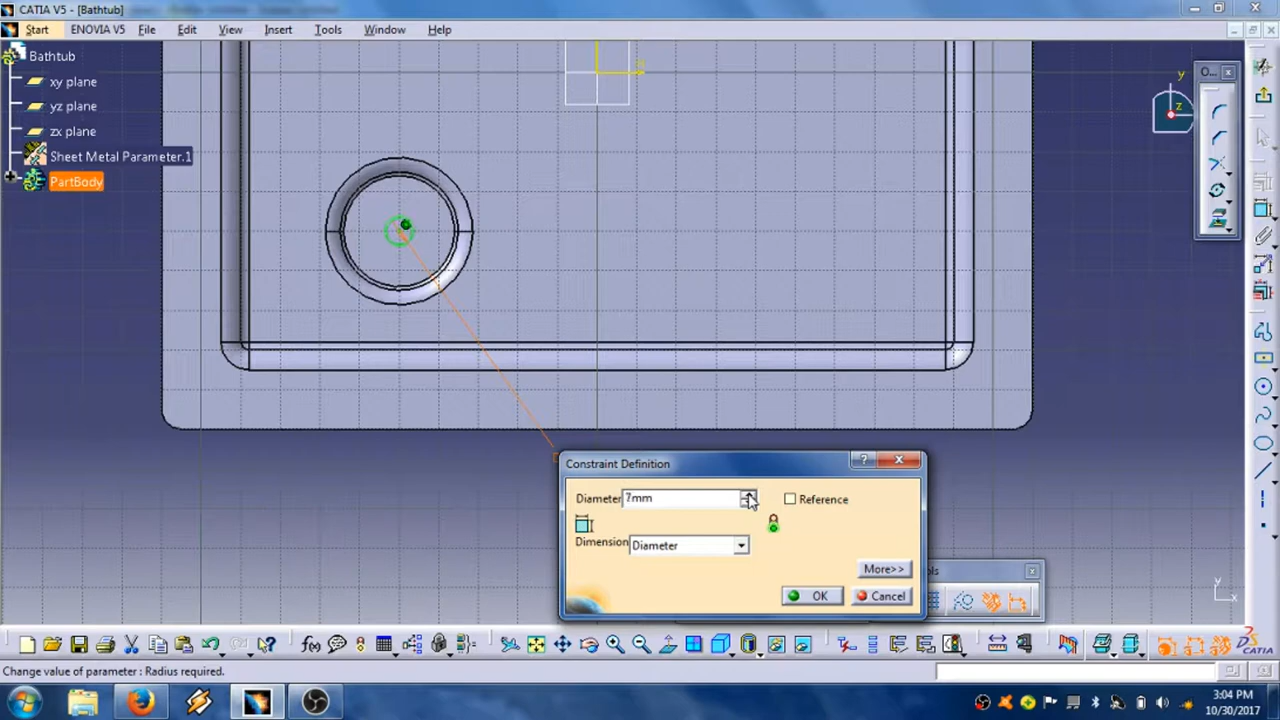 CATIA V5 - [Bathtub]
Start ENOVIA V5 File Edit View Insert Tools Window Help
Bathtub
xy plane
yz plane
zx plane
Sheet Metal Parameter.1
PartBody
O...
y
z
Constraint Definition
Diameter 7mm
Reference
Dimension Diameter
More>>
OK Cancel
ols
y
x
f(x)
CATIA
Change value of parameter : Radius required.
3:04 PM
10/30/2017